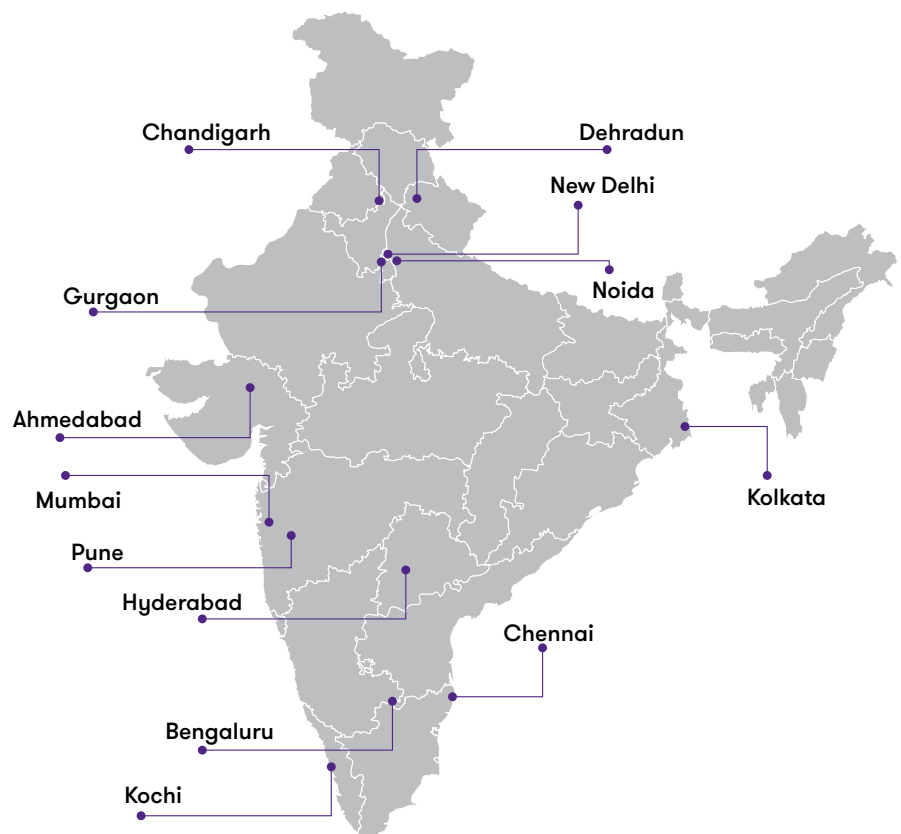 Chandigarh
Dehradun
New Delhi
Noida
Gurgaon
Ahmedabad
Mumbai
Kolkata
Pune
Hyderabad
Chennai
Bengaluru
Kochi